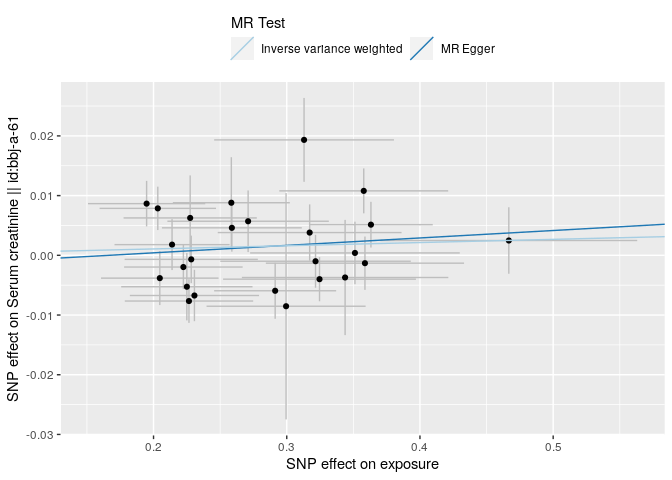 MR Test
Inverse variance weighted MR Egger
SNP effect on Serum creatinine || id:bbj-a-61
0.02
0.01
0.00
-0.01
-0.02
-0.03
0.2 0.3 0.4 0.5
SNP effect on exposure